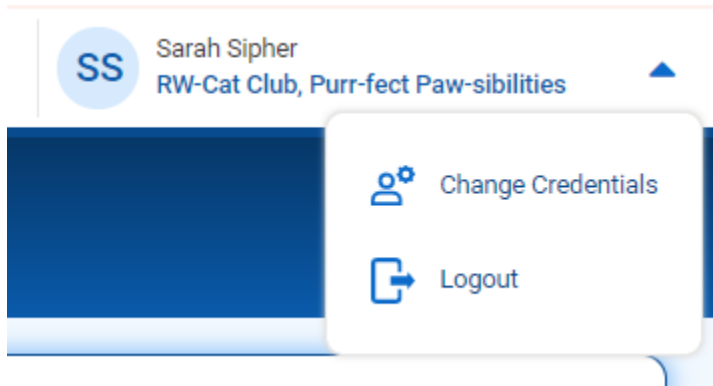 SS
Sarah Sipher
RW-Cat Club, Purr-fect Paw-sibilities
Change Credentials
Logout